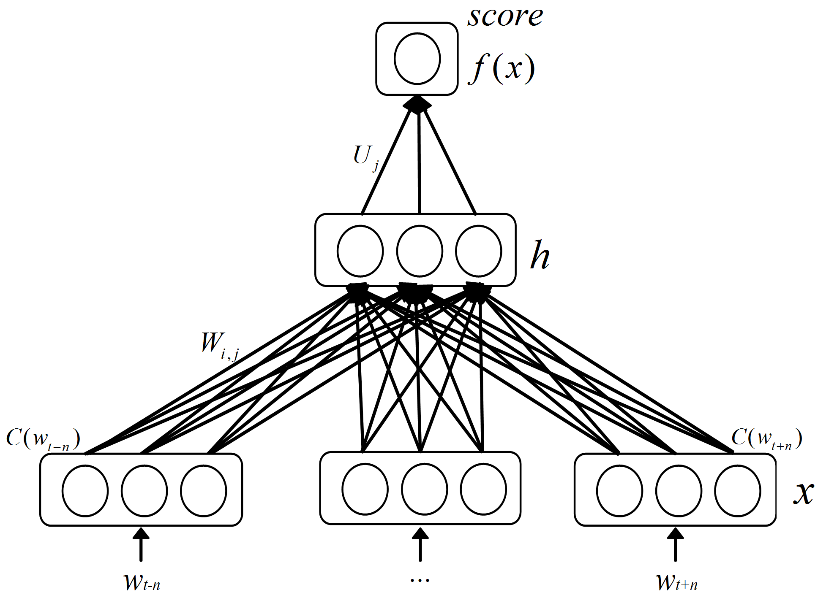 score
f(x)
U_j
h
W_{i,j}
C(w_{t-n})
C(w_{t+n})
x
w_{t-n}
...
w_{t+n}